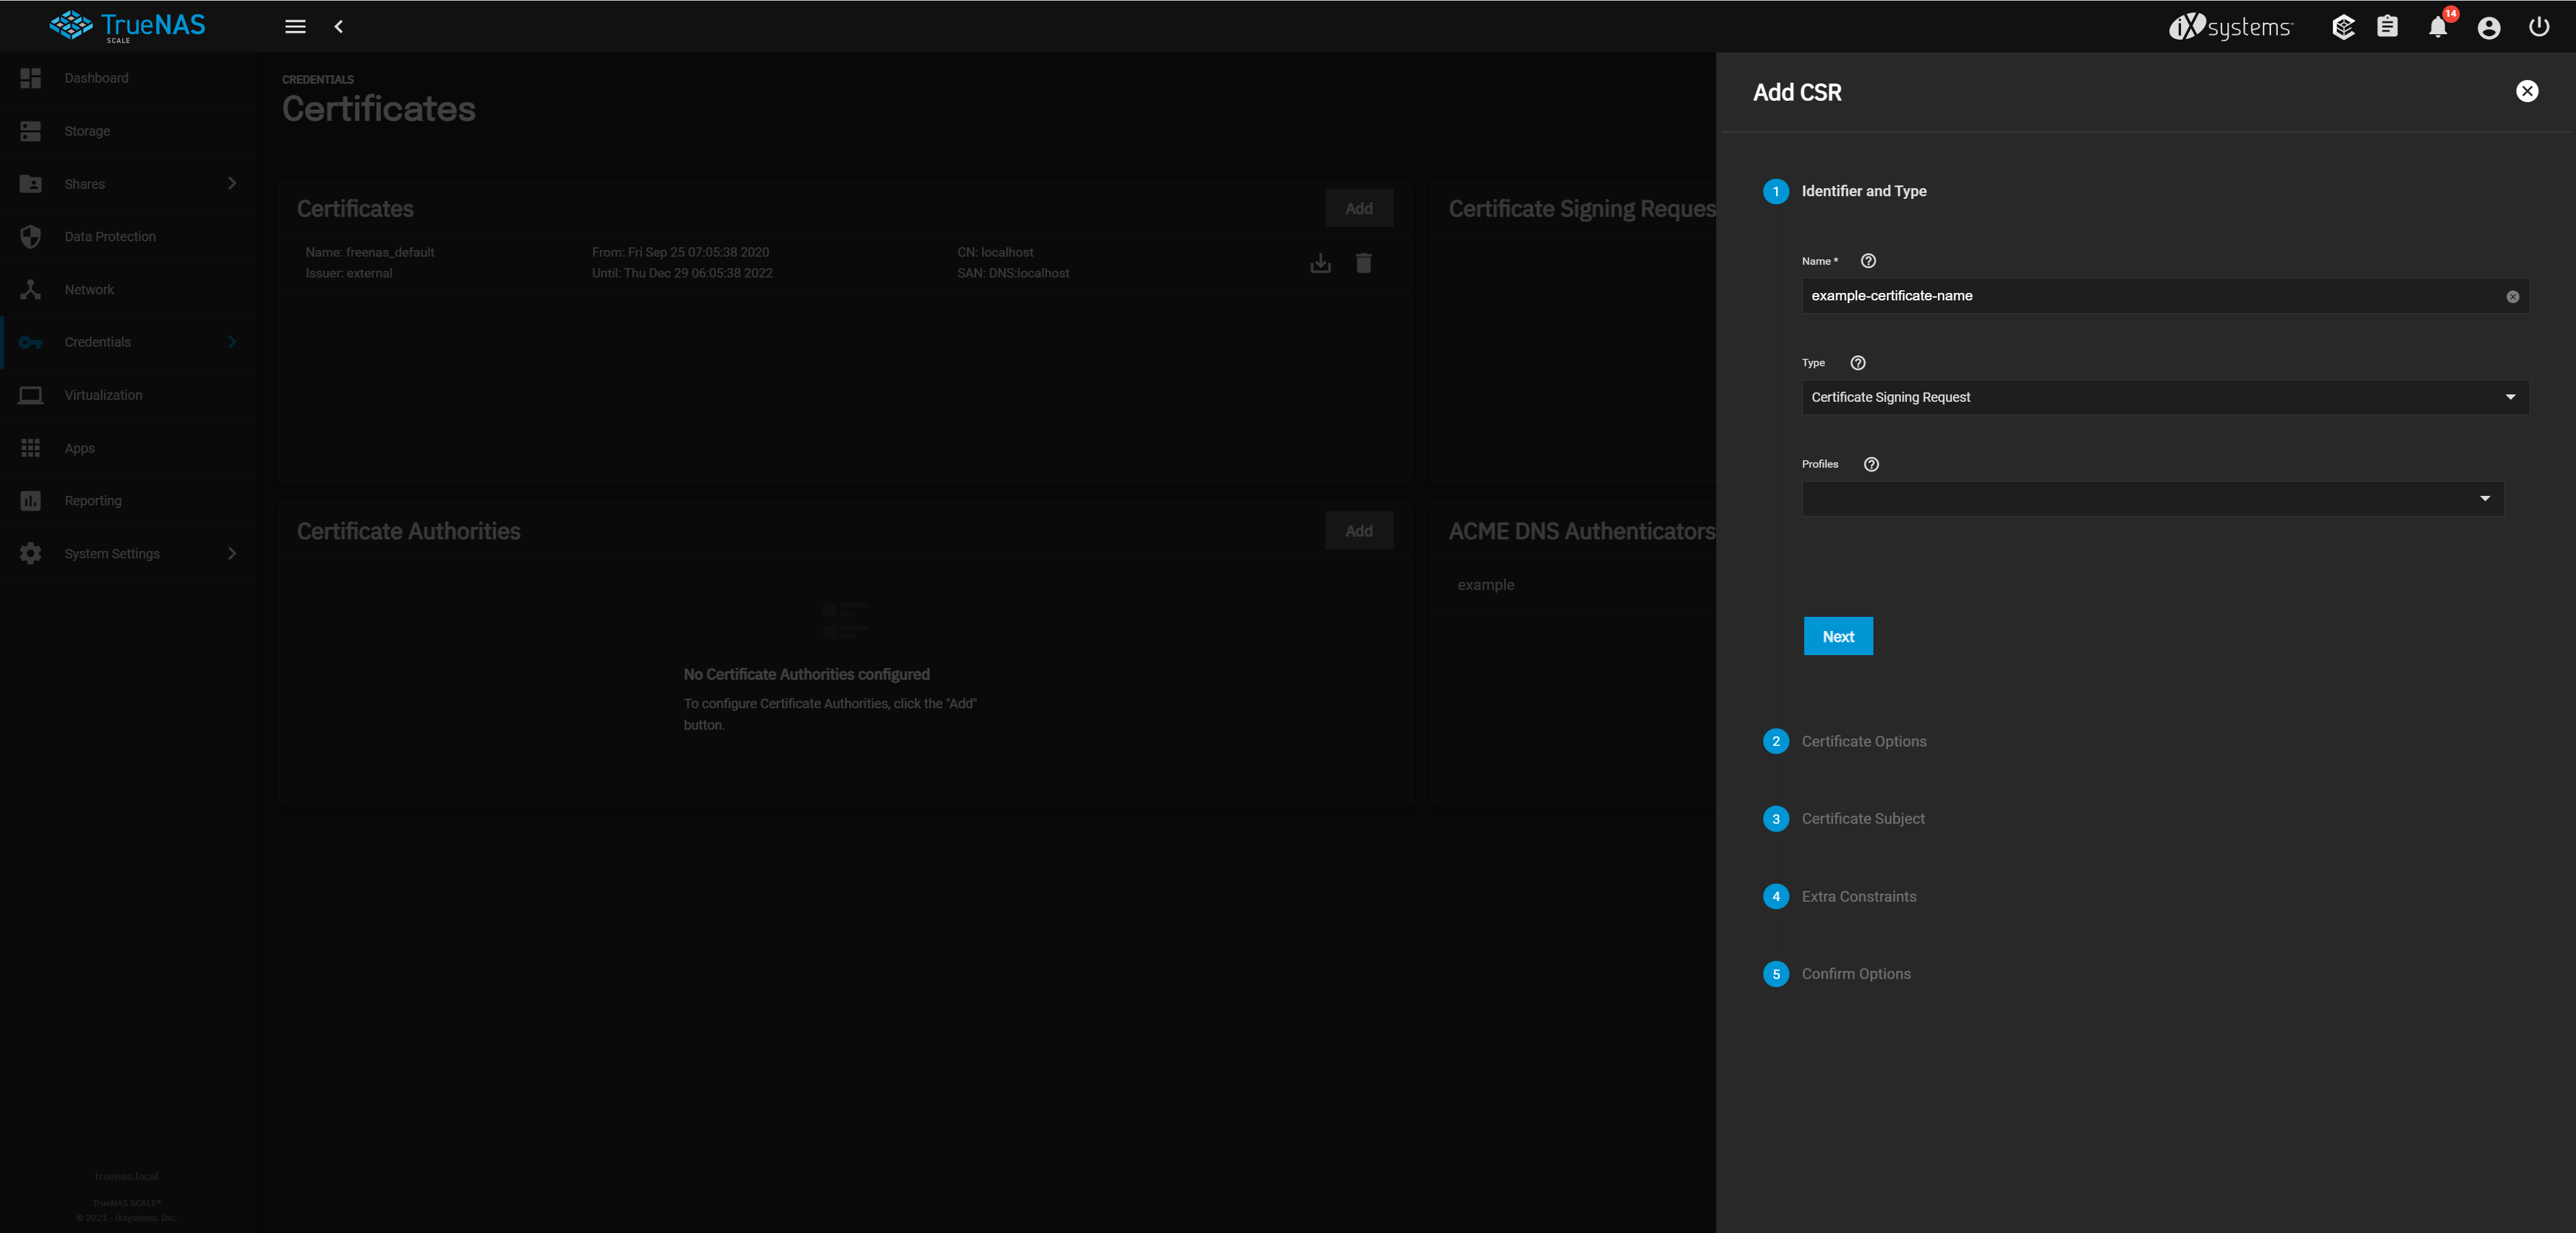 TrueNAS
SCALE
iXsystems
14
Dashboard
Storage
Shares
Data Protection
Network
Credentials
Virtualization
Apps
Reporting
System Settings
truenas.local
TrueNAS SCALE®
© 2021 - iXsystems, Inc.
CREDENTIALS
Certificates
Certificates
Add
Name: freenas_default
Issuer: external
From: Fri Sep 25 07:05:38 2020
Until: Thu Dec 29 06:05:38 2022
CN: localhost
SAN: DNS:localhost
Certificate Signing Reques
Certificate Authorities
Add
No Certificate Authorities configured
To configure Certificate Authorities, click the "Add"
button.
ACME DNS Authenticators
example
Add CSR
1 Identifier and Type
Name *
example-certificate-name
Type
Certificate Signing Request
Profiles
Next
2 Certificate Options
3 Certificate Subject
4 Extra Constraints
5 Confirm Options